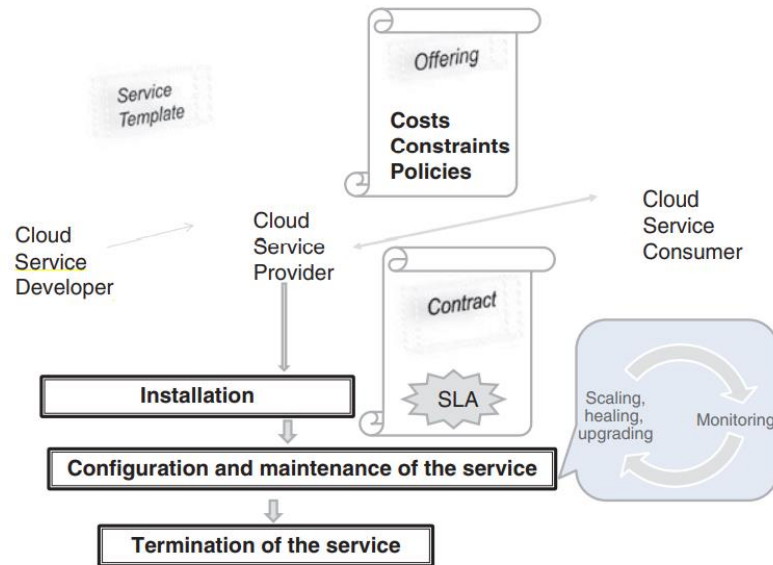 Service
Template
Offering
Costs
Constraints
Policies
Cloud
Service
Developer
Cloud
Service
Provider
Cloud
Service
Consumer
Contract
SLA
Installation
Configuration and maintenance of the service
Termination of the service
Scaling,
healing,
upgrading
Monitoring